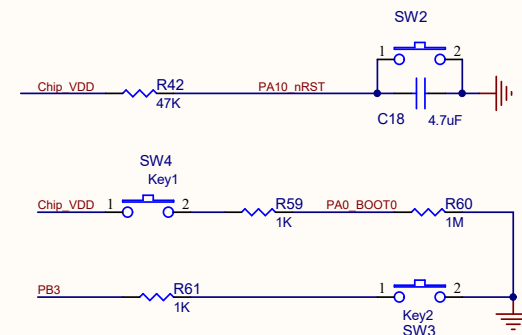 SW2
1 2
Chip_VDD R42 PA10_nRST
47K
C18 4.7uF
SW4
Key1
Chip_VDD 1 2 R59 PA0_BOOT0 R60
1K 1M
PB3 R61 1 2
1K Key2
SW3